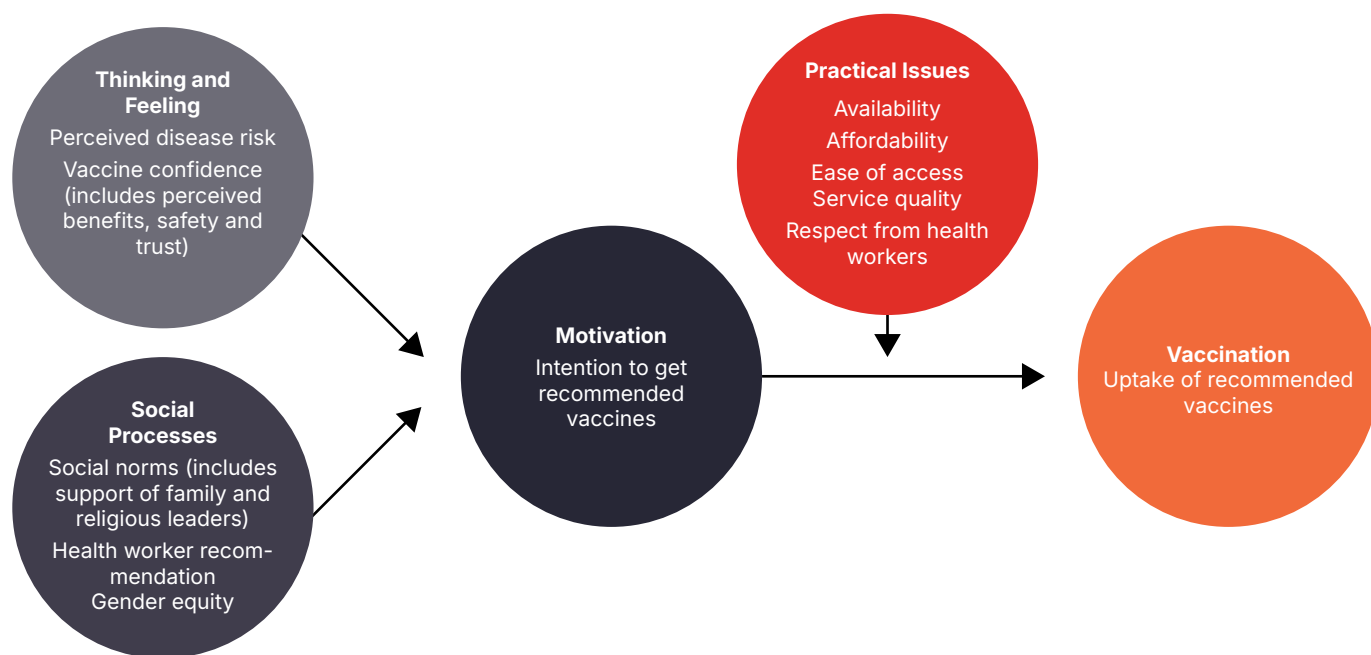 Thinking and
Feeling
Perceived disease risk
Vaccine confidence
(includes perceived
benefits, safety and
trust)
Social
Processes
Social norms (includes
support of family and
religious leaders)
Health worker recom-
mendation
Gender equity
Motivation
Intention to get
recommended
vaccines
Practical Issues
Availability
Affordability
Ease of access
Service quality
Respect from health
workers
Vaccination
Uptake of recommended
vaccines